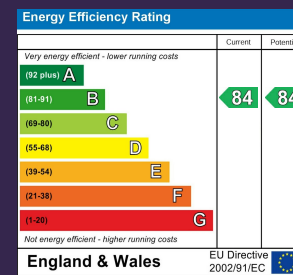 Energy Efficiency Rating
Current
Very energy efficient - lower running costs
(92 plus) A
(81-91) B
84
84
(69-80) C
(55-68) D
(39-54) E
(21-38) F
(1-20) G
Not energy efficient - higher running costs
England & Wales
EU Directive
2002/91/EC